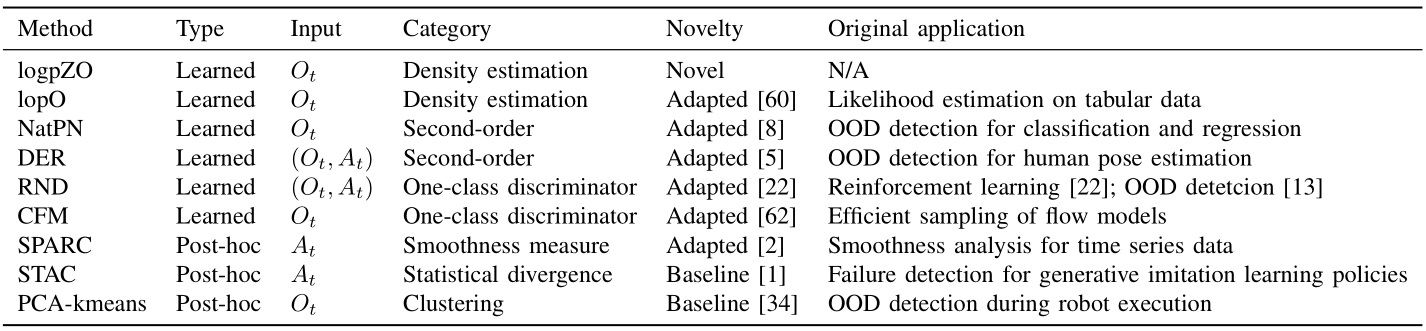 Method Type Input Category Novelty Original application
logpZO Learned O_t Density estimation Novel N/A
lopO Learned O_t Density estimation Adapted [60] Likelihood estimation on tabular data
NatPN Learned O_t Second-order Adapted [8] OOD detection for classification and regression
DER Learned (O_t, A_t) Second-order Adapted [5] OOD detection for human pose estimation
RND Learned (O_t, A_t) One-class discriminator Adapted [22] Reinforcement learning [22]; OOD detetcion [13]
CFM Learned O_t One-class discriminator Adapted [62] Efficient sampling of flow models
SPARC Post-hoc A_t Smoothness measure Adapted [2] Smoothness analysis for time series data
STAC Post-hoc A_t Statistical divergence Baseline [1] Failure detection for generative imitation learning policies
PCA-kmeans Post-hoc O_t Clustering Baseline [34] OOD detection during robot execution